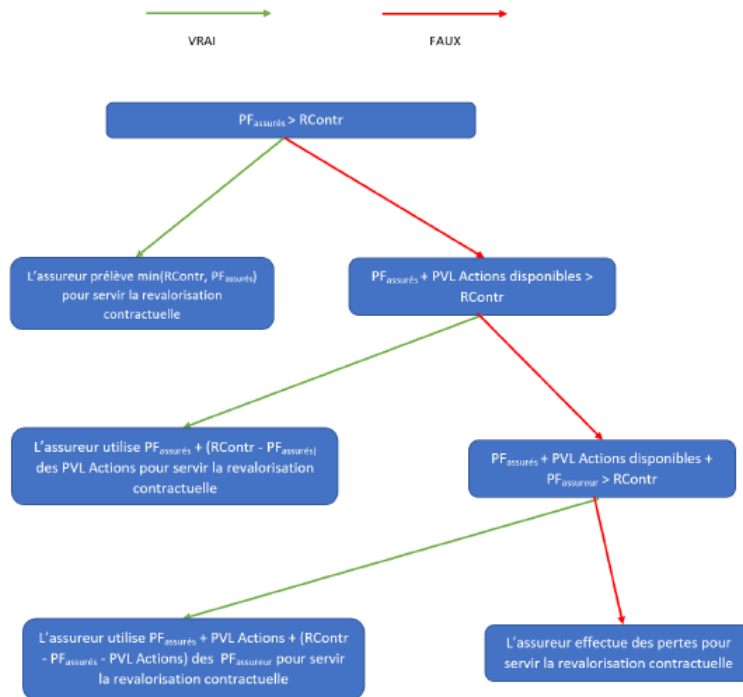 VRAI
FAUX
PFassurés > RContr
L'assureur prélève min(RContr, PFassurés)
pour servir la revalorisation
contractuelle
PFassurés + PVL Actions disponibles >
RContr
L'assureur utilise PFassurés + (RContr - PFassurés)
des PVL Actions pour servir la revalorisation
contractuelle
PFassurés + PVL Actions disponibles +
PFassureur > RContr
L'assureur utilise PFassurés + PVL Actions + (RContr
- PFassurés - PVL Actions) des PFassureur pour servir
la revalorisation contractuelle
L'assureur effectue des pertes pour
servir la revalorisation contractuelle